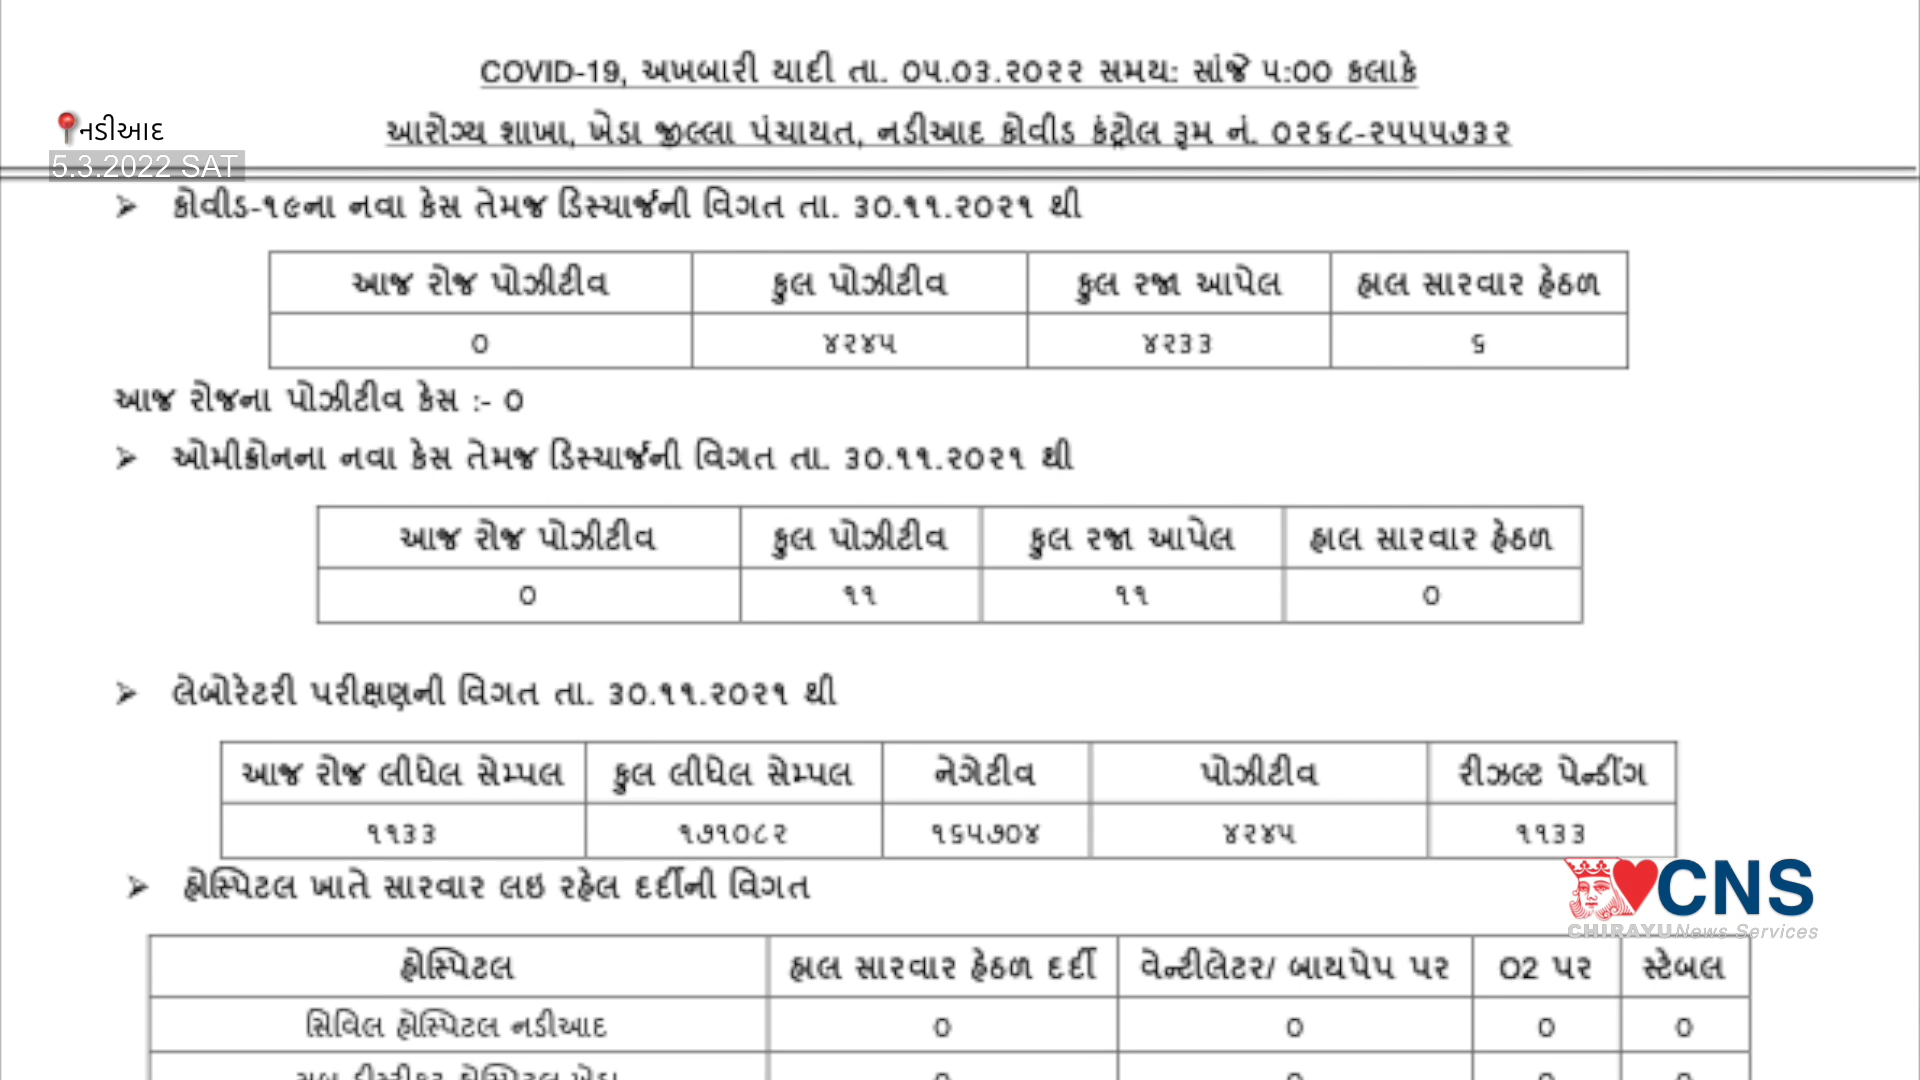 COVID-19, અખબારી યાદી તા. ૦૫.૦૩.૨૦૨૨ સમય: સાંજે ૫:૦૦ કલાકે
આરોગ્ય શાખા, ખેડા જીલ્લા પંચાયત, નડીઆદ કોવીડ કંટ્રોલ રૂમ નં. ૦૨૬૮-૨૫૫૫૭૩૨
નડીઆદ
5.3.2022 SAT
➢ કોવીડ-૧૯ના નવા કેસ તેમજ ડિસ્ચાર્જની વિગત તા. ૩૦.૧૧.૨૦૨૧ થી
આજ રોજ પોઝીટીવ કુલ પોઝીટીવ કુલ રજા આપેલ હાલ સારવાર હેઠળ
૦ ૪૨૪૫ ૪૨૩૩ ૬
આજ રોજના પોઝીટીવ કેસ :- ૦
➢ ઓમીક્રોનના નવા કેસ તેમજ ડિસ્ચાર્જની વિગત તા. ૩૦.૧૧.૨૦૨૧ થી
આજ રોજ પોઝીટીવ કુલ પોઝીટીવ કુલ રજા આપેલ હાલ સારવાર હેઠળ
૦ ૧૧ ૧૧ ૦
➢ લેબોરેટરી પરીક્ષણની વિગત તા. ૩૦.૧૧.૨૦૨૧ થી
આજ રોજ લીધેલ સેમ્પલ કુલ લીધેલ સેમ્પલ નેગેટીવ પોઝીટીવ રીઝલ્ટ પેન્ડીંગ
૧૧૩૩ ૧૭૧૦૮૨ ૧૬૫૭૦૪ ૪૨૪૫ ૧૧૩૩
➢ હોસ્પિટલ ખાતે સારવાર લઇ રહેલ દર્દીની વિગત
CNS
CHIRAYU News Services
હોસ્પિટલ હાલ સારવાર હેઠળ દર્દી વેન્ટીલેટર/ બાયપેપ પર O2 પર સ્ટેબલ
સિવિલ હોસ્પિટલ નડીઆદ ૦ ૦ ૦ ૦